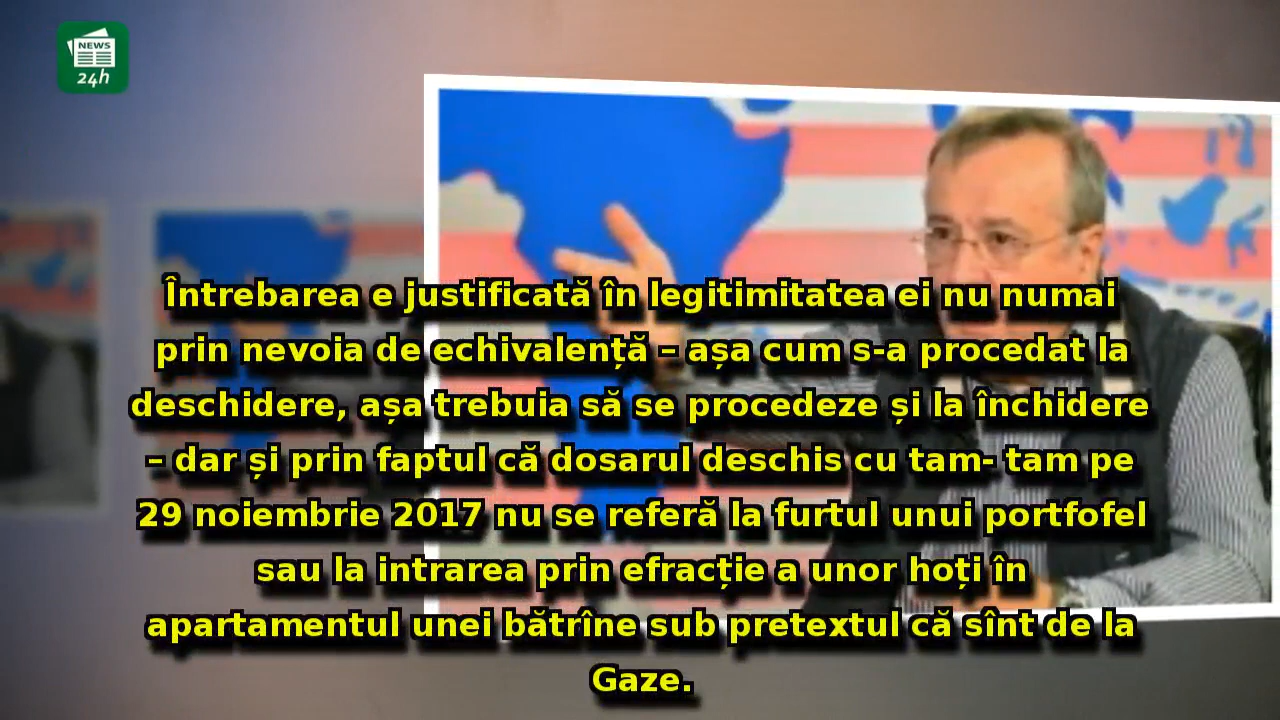 NEWS
24h
Întrebarea e justificată în legitimitatea ei nu numai
prin nevoia de echivalență – așa cum s-a procedat la
deschidere, așa trebuia să se procedeze și la închidere
– dar și prin faptul că dosarul deschis cu tam- tam pe
29 noiembrie 2017 nu se referă la furtul unui portfofel
sau la intrarea prin efracție a unor hoți în
apartamentul unei bătrîne sub pretextul că sînt de la
Gaze.